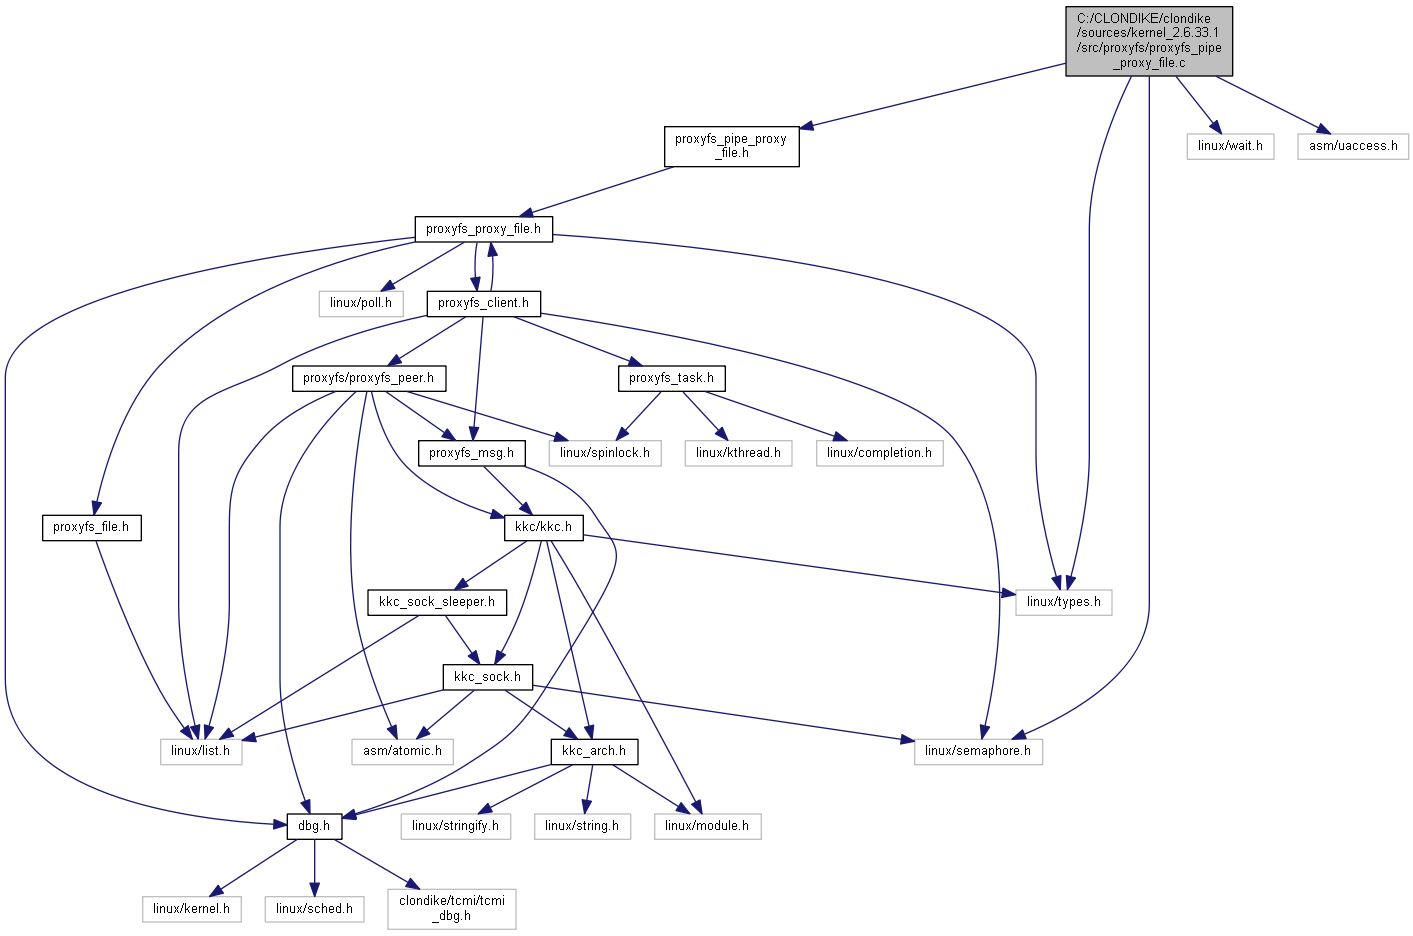 C:/CLONDIKE/clondike
/sources/kernel_2.6.33.1
/src/proxyfs/proxyfs_pipe
_proxy_file.c
proxyfs_pipe_proxy
_file.h
linux/wait.h
asm/uaccess.h
proxyfs_proxy_file.h
linux/poll.h
proxyfs_client.h
proxyfs/proxyfs_peer.h
proxyfs_task.h
proxyfs_msg.h
linux/spinlock.h
linux/kthread.h
linux/completion.h
proxyfs_file.h
kkc/kkc.h
kkc_sock_sleeper.h
linux/types.h
kkc_sock.h
linux/list.h
asm/atomic.h
kkc_arch.h
linux/semaphore.h
dbg.h
linux/stringify.h
linux/string.h
linux/module.h
linux/kernel.h
linux/sched.h
clondike/tcmi/tcmi
_dbg.h